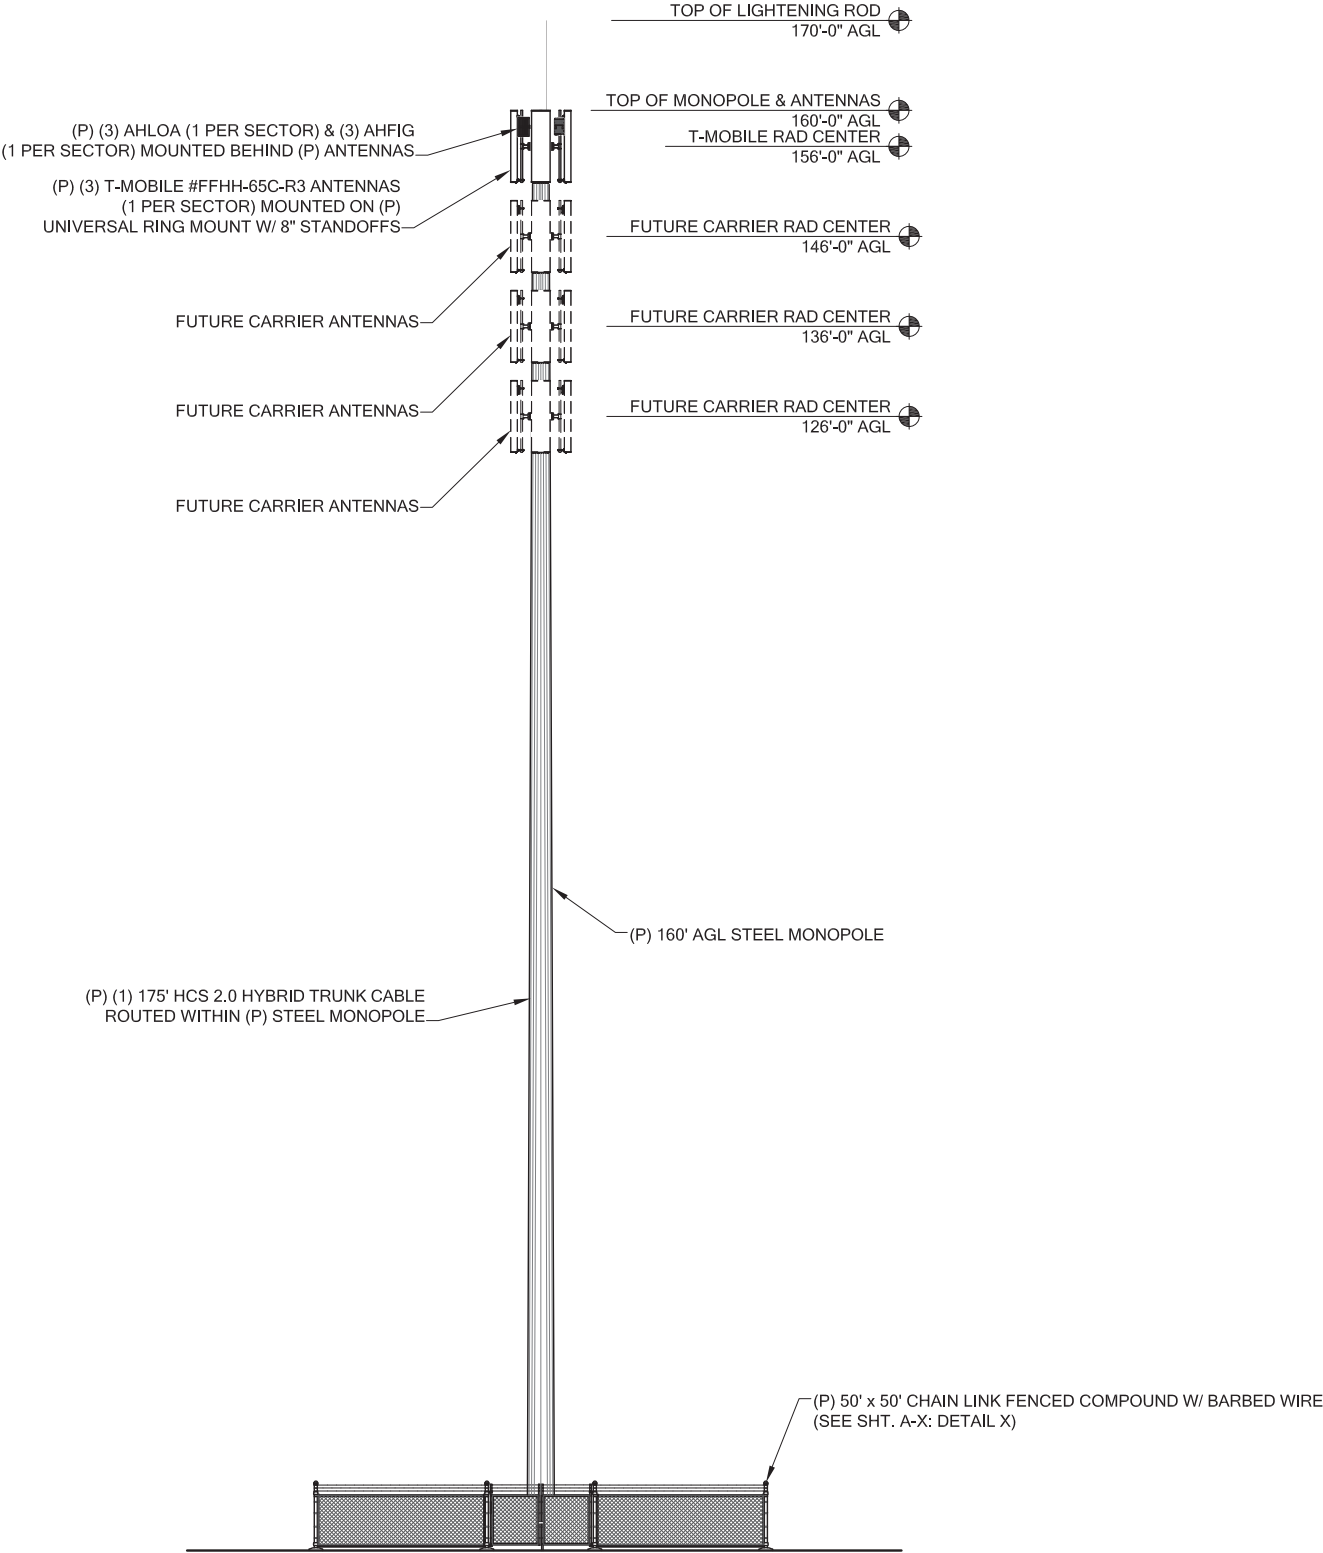 TOP OF LIGHTENING ROD
170'-0" AGL
TOP OF MONOPOLE & ANTENNAS
160'-0" AGL
T-MOBILE RAD CENTER
156'-0" AGL
(P) (3) AHLOA (1 PER SECTOR) & (3) AHFIG
(1 PER SECTOR) MOUNTED BEHIND (P) ANTENNAS
(P) (3) T-MOBILE #FFHH-65C-R3 ANTENNAS
(1 PER SECTOR) MOUNTED ON (P)
UNIVERSAL RING MOUNT W/ 8" STANDOFFS
FUTURE CARRIER RAD CENTER
146'-0" AGL
FUTURE CARRIER ANTENNAS
FUTURE CARRIER RAD CENTER
136'-0" AGL
FUTURE CARRIER ANTENNAS
FUTURE CARRIER RAD CENTER
126'-0" AGL
FUTURE CARRIER ANTENNAS
(P) 160' AGL STEEL MONOPOLE
(P) (1) 175' HCS 2.0 HYBRID TRUNK CABLE
ROUTED WITHIN (P) STEEL MONOPOLE
(P) 50' x 50' CHAIN LINK FENCED COMPOUND W/ BARBED WIRE
(SEE SHT. A-X: DETAIL X)